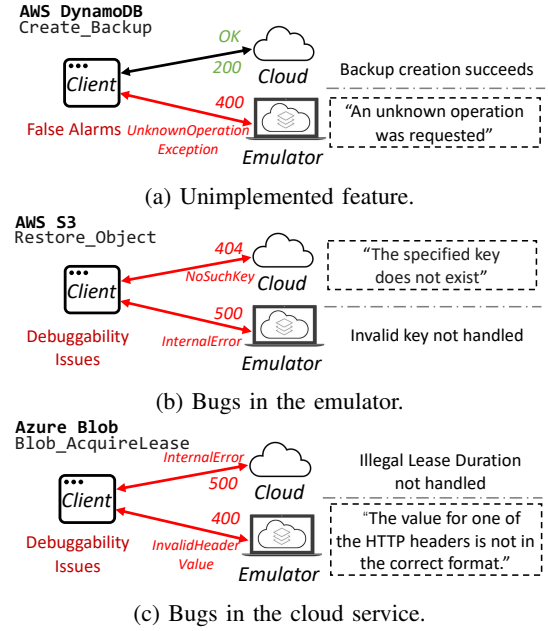 AWS DynamoDB
Create_Backup
OK
200
Cloud
Client
Backup creation succeeds
400
False Alarms
UnknownOperation
Exception
Emulator
“An unknown operation
was requested”
(a) Unimplemented feature.
AWS S3
Restore_Object
404
NoSuchKey
Cloud
Client
“The specified key
does not exist”
500
InternalError
Debuggability
Issues
Emulator
Invalid key not handled
(b) Bugs in the emulator.
Azure Blob
Blob_AcquireLease
InternalError
500
Cloud
Client
Illegal Lease Duration
not handled
400
InvalidHeader
Value
Debuggability
Issues
Emulator
“The value for one of
the HTTP headers is not in
the correct format.”
(c) Bugs in the cloud service.